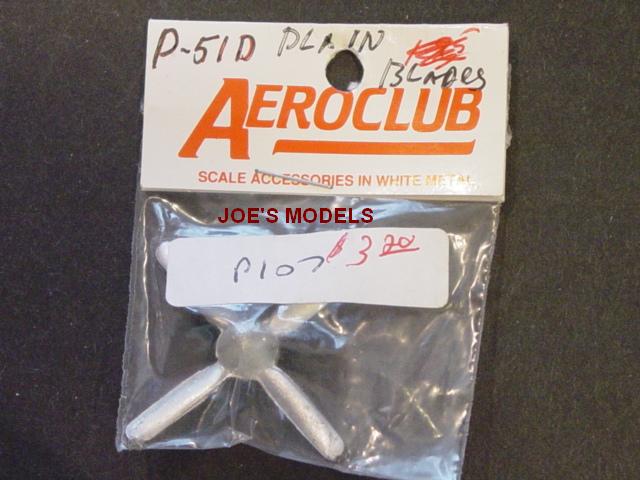 P-51D PLAIN
BLADES
AEROCLUB
SCALE ACCESSORIES IN WHITE METAL
JOE'S MODELS
P107 $3.20